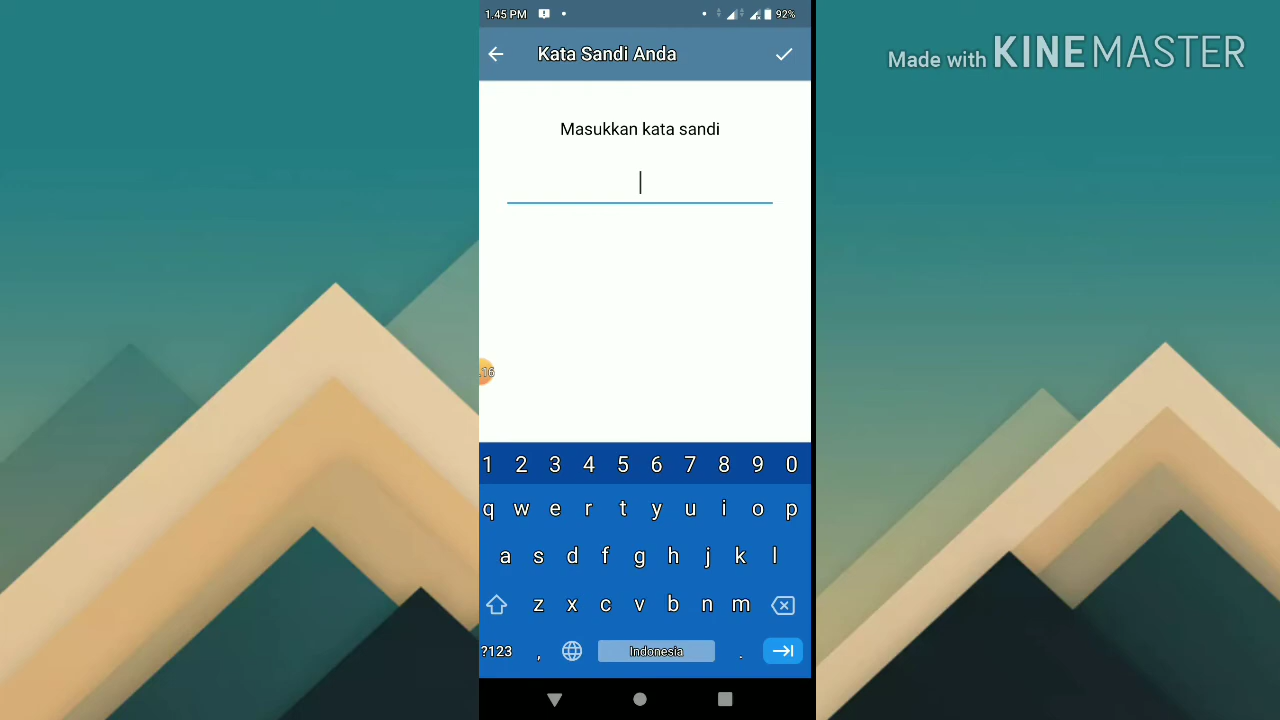 1.45 PM
92%
Made with KINEMASTER
Kata Sandi Anda
Masukkan kata sandi
16
1 2 3 4 5 6 7 8 9 0
q w e r t y u i o p
a s d f g h j k l
z x c v b n m
?123 , Indonesia .